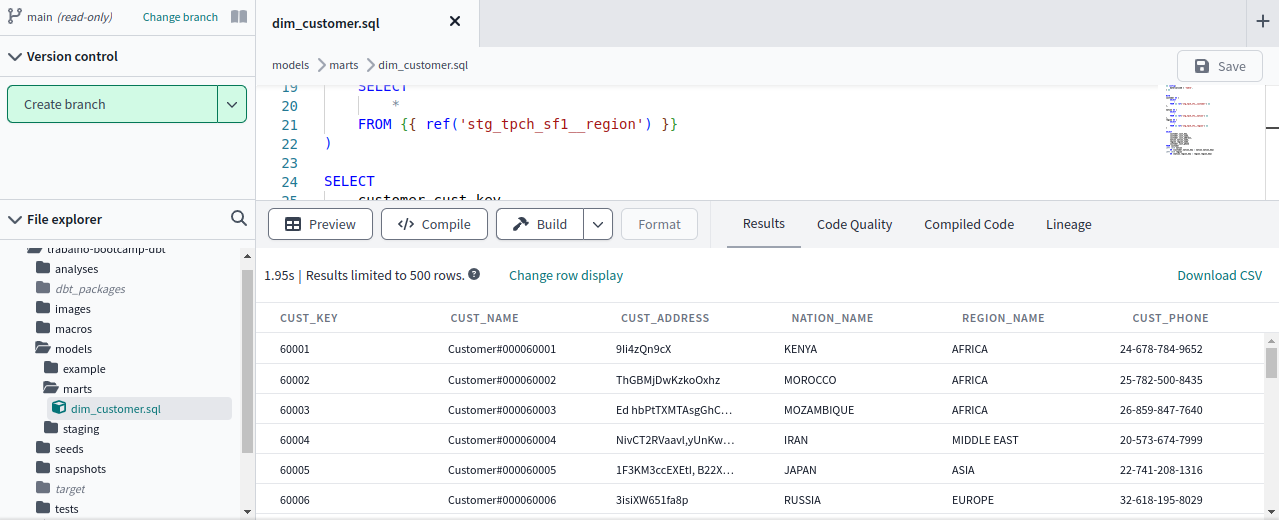 main (read-only) Change branch
dim_customer.sql
Version control
models marts dim_customer.sql
Save
Create branch
19 SELECT
20 *
21 FROM {{ ref('stg_tpch_sf1__region') }}
22 )
23
24 SELECT
25 customer.cust_key
File explorer
Preview </> Compile Build Format Results Code Quality Compiled Code Lineage
trabalho-bootcamp-dbt
analyses
dbt_packages
images
macros
models
example
marts
dim_customer.sql
staging
seeds
snapshots
target
tests
1.95s | Results limited to 500 rows. ? Change row display Download CSV
CUST_KEY CUST_NAME CUST_ADDRESS NATION_NAME REGION_NAME CUST_PHONE
60001 Customer#000060001 9Ii4zQn9cX KENYA AFRICA 24-678-784-9652
60002 Customer#000060002 ThGBMjDwKzkoOxhz MOROCCO AFRICA 25-782-500-8435
60003 Customer#000060003 Ed hbPtTXMTAsgGhC... MOZAMBIQUE AFRICA 26-859-847-7640
60004 Customer#000060004 NivCT2RVaavl,yUnKw... IRAN MIDDLE EAST 20-573-674-7999
60005 Customer#000060005 1F3KM3ccEXEtI, B22X... JAPAN ASIA 22-741-208-1316
60006 Customer#000060006 3isiXW651fa8p RUSSIA EUROPE 32-618-195-8029